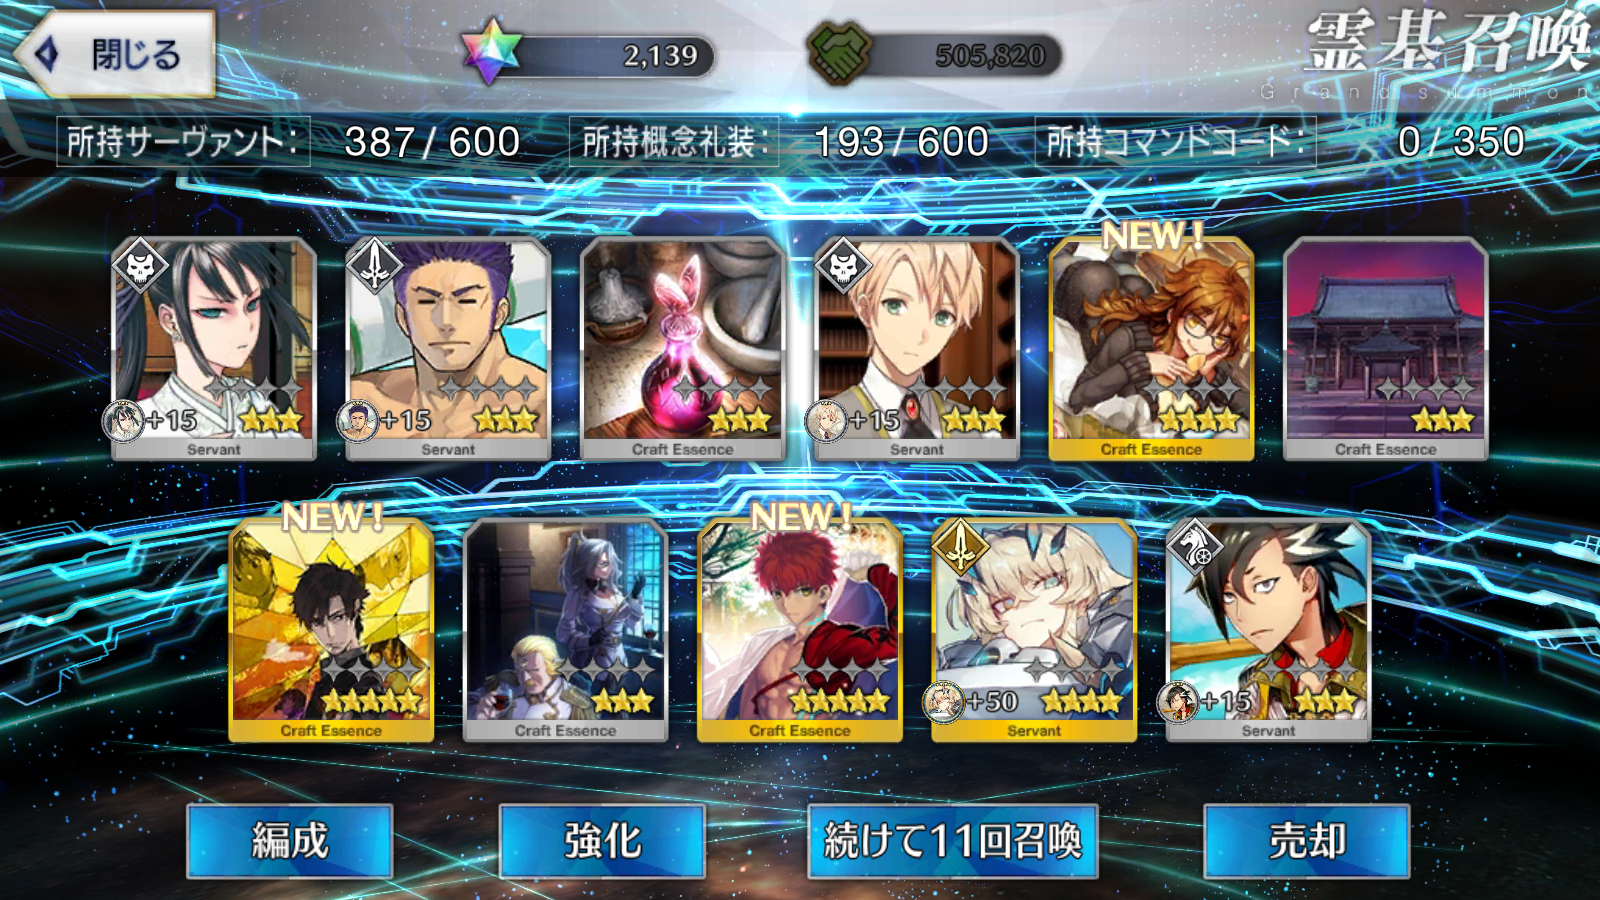 閉じる
2,139
505,820
霊基召喚
Grandsummon
所持サーヴァント:
387/ 600
所持概念礼装:
193/ 600
所持コマンドコード:
0/ 350
NEW!
+15
+15
+15
Servant
Servant
Craft Essence
Servant
Craft Essence
Craft Essence
NEW!
NEW!
+50
+15
Craft Essence
Craft Essence
Craft Essence
Servant
Servant
編成
強化
続けて11回召喚
売却